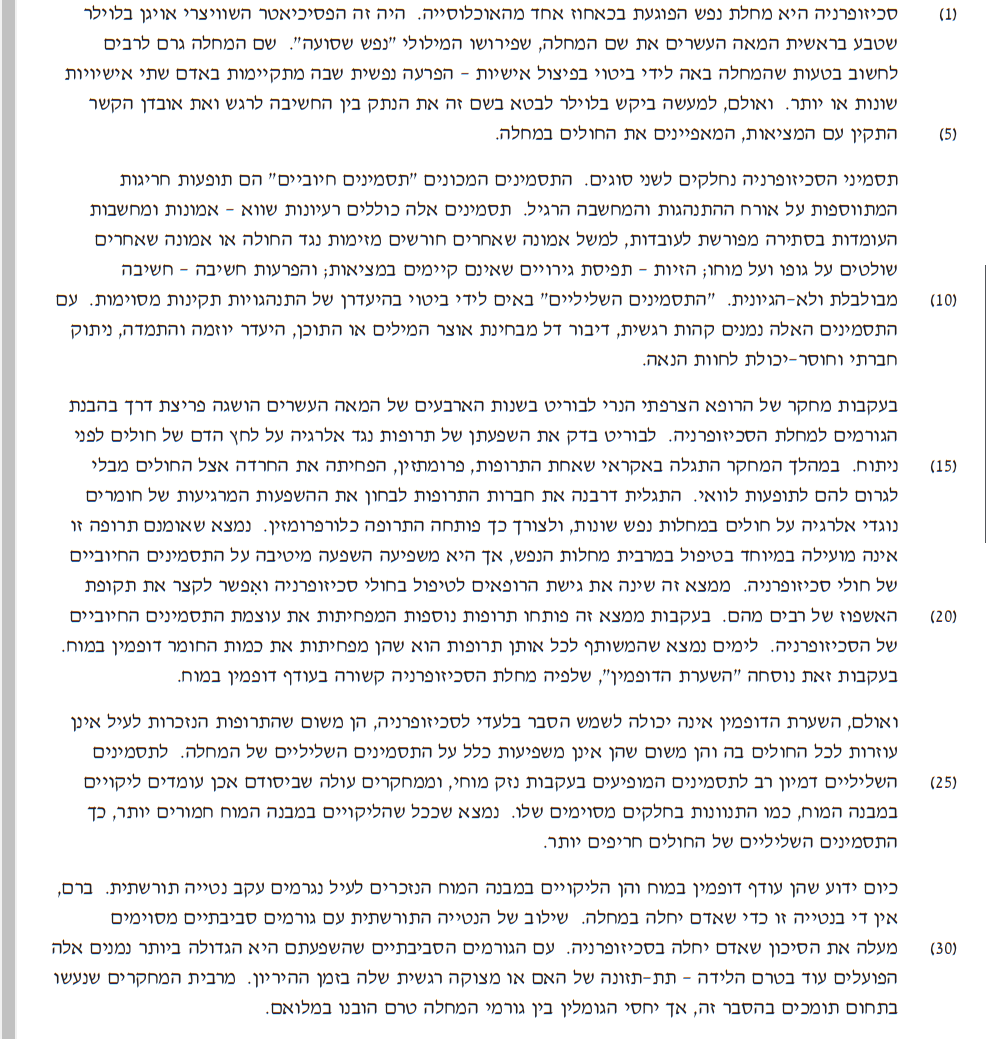 (1) סכיזופרניה היא מחלת נפש הפוגעת בכאחוז אחד מהאוכלוסייה. היה זה הפסיכיאטר השוויצרי אויגן בלוילר
שטבע בראשית המאה העשרים את שם המחלה, שפירושו המילולי "נפש שסועה". שם המחלה גרם לרבים
לחשוב בטעות שהמחלה באה לידי ביטוי בפיצול אישיות – הפרעה נפשית שבה מתקיימות באדם שתי אישיויות
שונות או יותר. ואולם, למעשה ביקש בלוילר לבטא בשם זה את הנתק בין החשיבה לרגש ואת אובדן הקשר
(5) התקין עם המציאות, המאפיינים את החולים במחלה.
תסמיני הסכיזופרניה נחלקים לשני סוגים. התסמינים המכונים "תסמינים חיוביים" הם תופעות חריגות
המתווספות על אורח ההתנהגות והמחשבה הרגיל. תסמינים אלה כוללים רעיונות שווא – אמונות ומחשבות
העומדות בסתירה מפורשת לעובדות, למשל אמונה שאחרים חורשים מזימות נגד החולה או אמונה שאחרים
שולטים על גופו ועל מוחו; הזיות – תפיסת גירויים שאינם קיימים במציאות; והפרעות חשיבה – חשיבה
(10) מבולבלת ולא-הגיונית. "התסמינים השליליים" באים לידי ביטוי בהיעדרן של התנהגויות תקינות מסוימות. עם
התסמינים האלה נמנים קהות רגשית, דיבור דל מבחינת אוצר המילים או התוכן, היעדר יוזמה והתמדה, ניתוק
חברתי וחוסר-יכולת לחוות הנאה.
בעקבות מחקר של הרופא הצרפתי הנרי לבוריט בשנות הארבעים של המאה העשרים הושגה פריצת דרך בהבנת
הגורמים למחלת הסכיזופרניה. לבוריט בדק את השפעתן של תרופות נגד אלרגיה על לחץ הדם של חולים לפני
(15) ניתוח. במהלך המחקר התגלה באקראי שאחת התרופות, פרומתזין, הפחיתה את החרדה אצל החולים מבלי
לגרום להם לתופעות לוואי. התגלית דרבנה את חברות התרופות לבחון את ההשפעות המרגיעות של חומרים
נוגדי אלרגיה על חולים במחלות נפש שונות, ולצורך כך פותחה התרופה כלורפרומזין. נמצא שאומנם תרופה זו
אינה מועילה במיוחד בטיפול במרבית מחלות הנפש, אך היא משפיעה השפעה מיטיבה על התסמינים החיוביים
של חולי סכיזופרניה. ממצא זה שינה את גישת הרופאים לטיפול בחולי סכיזופרניה ואִפשר לקצר את תקופת
(20) האשפוז של רבים מהם. בעקבות ממצא זה פותחו תרופות נוספות המפחיתות את עוצמת התסמינים החיוביים
של הסכיזופרניה. לימים נמצא שהמשותף לכל אותן תרופות הוא שהן מפחיתות את כמות החומר דופמין במוח.
בעקבות זאת נוסחה "השערת הדופמין", שלפיה מחלת הסכיזופרניה קשורה בעודף דופמין במוח.
ואולם, השערת הדופמין אינה יכולה לשמש הסבר בלעדי לסכיזופרניה, הן משום שהתרופות הנזכרות לעיל אינן
עוזרות לכל החולים בה והן משום שהן אינן משפיעות כלל על התסמינים השליליים של המחלה. לתסמינים
(25) השליליים דמיון רב לתסמינים המופיעים בעקבות נזק מוחי, וממחקרים עולה שביסודם אכן עומדים ליקויים
במבנה המוח, כמו התנוונות בחלקים מסוימים שלו. נמצא שככל שהליקויים במבנה המוח חמורים יותר, כך
התסמינים השליליים של החולים חריפים יותר.
כיום ידוע שהן עודף דופמין במוח והן הליקויים במבנה המוח הנזכרים לעיל נגרמים עקב נטייה תורשתית. ברם,
אין די בנטייה זו כדי שאדם יחלה במחלה. שילוב של הנטייה התורשתית עם גורמים סביבתיים מסוימים
(30) מעלה את הסיכון שאדם יחלה בסכיזופרניה. עם הגורמים הסביבתיים שהשפעתם היא הגדולה ביותר נמנים אלה
הפועלים עוד בטרם הלידה – תת-תזונה של האם או מצוקה רגשית שלה בזמן ההיריון. מרבית המחקרים שנעשו
בתחום תומכים בהסבר זה, אך יחסי הגומלין בין גורמי המחלה טרם הובנו במלואם.